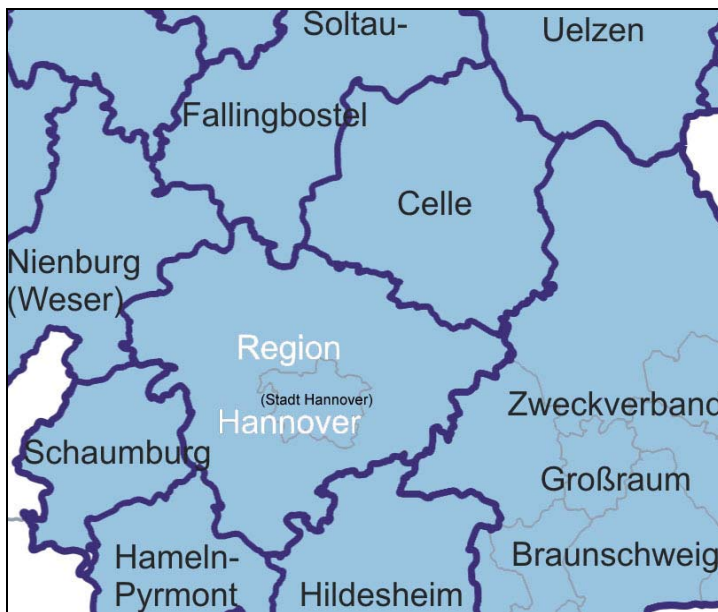 Soltau-
Fallingbostel
Uelzen
Celle
Nienburg
(Weser)
Region
(Stadt Hannover)
Hannover
Zweckverband
Großraum
Braunschweig
Schaumburg
Hameln-
Pyrmont
Hildesheim